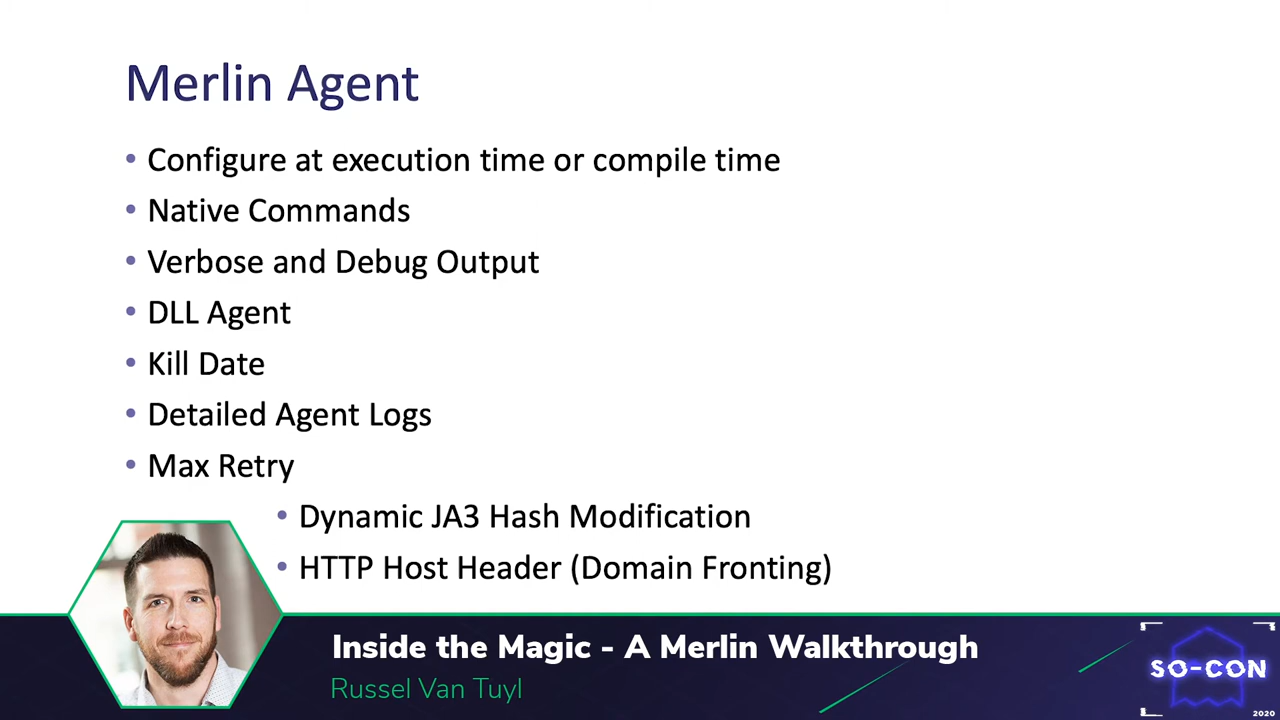 Merlin Agent
• Configure at execution time or compile time
• Native Commands
• Verbose and Debug Output
• DLL Agent
• Kill Date
• Detailed Agent Logs
• Max Retry
• Dynamic JA3 Hash Modification
• HTTP Host Header (Domain Fronting)
Inside the Magic - A Merlin Walkthrough
Russel Van Tuyl
SO-CON
2020